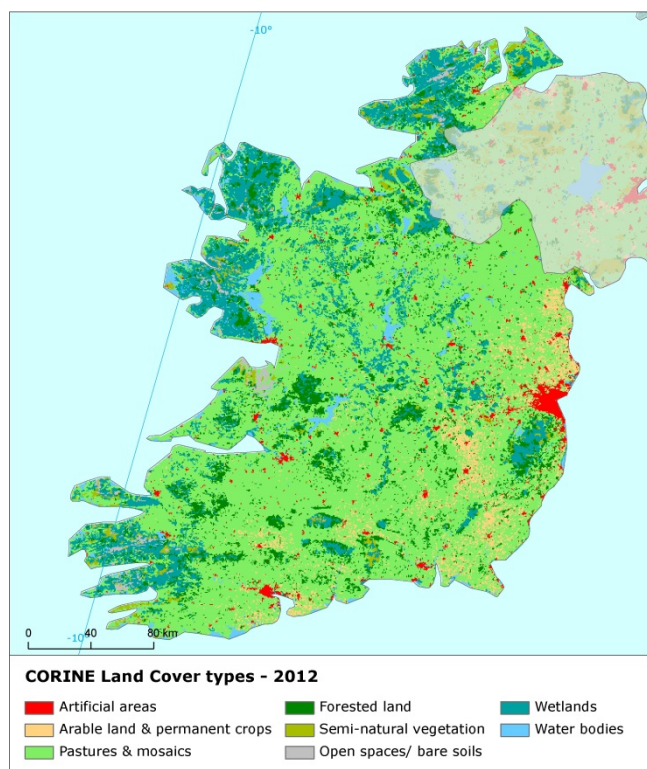 -10°
-10°
0 40 80 km
CORINE Land Cover types - 2012
Artificial areas
Arable land & permanent crops
Pastures & mosaics
Forested land
Semi-natural vegetation
Open spaces/ bare soils
Wetlands
Water bodies